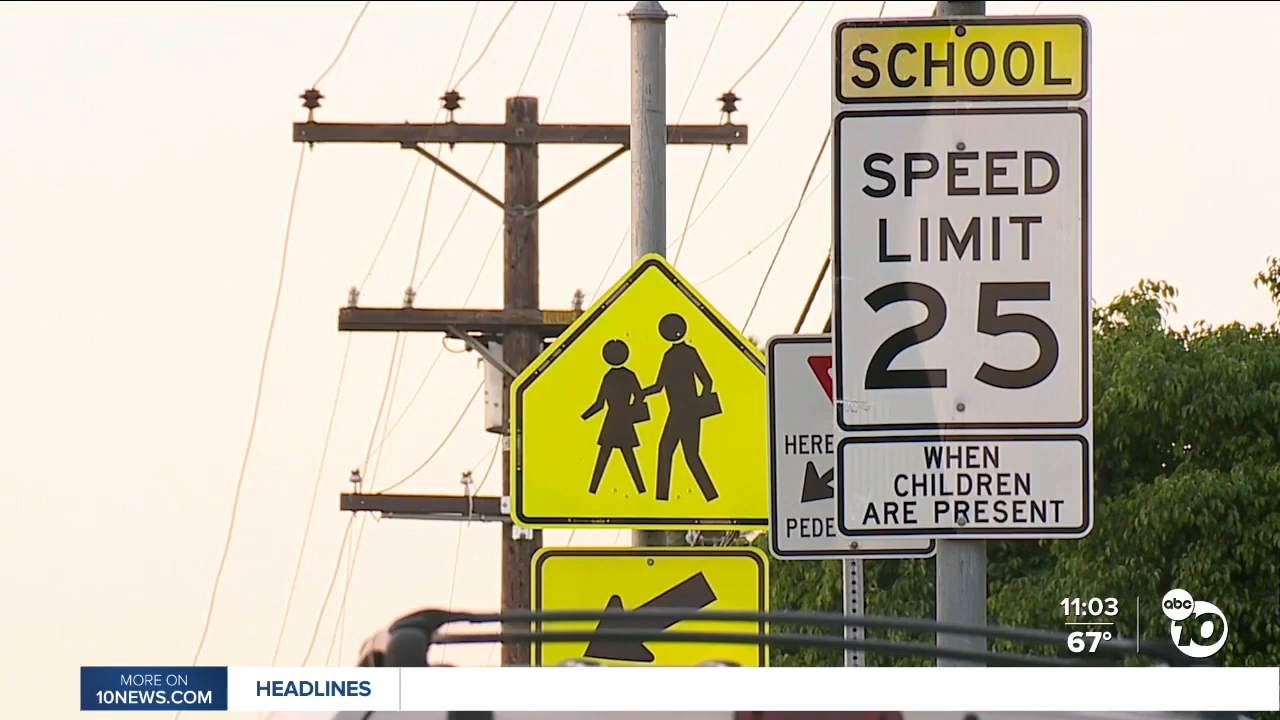 SCHOOL
SPEED
LIMIT
25
WHEN
CHILDREN
ARE PRESENT
HERE
PEDE
11:03
67°
abc
10
MORE ON
10NEWS.COM
HEADLINES